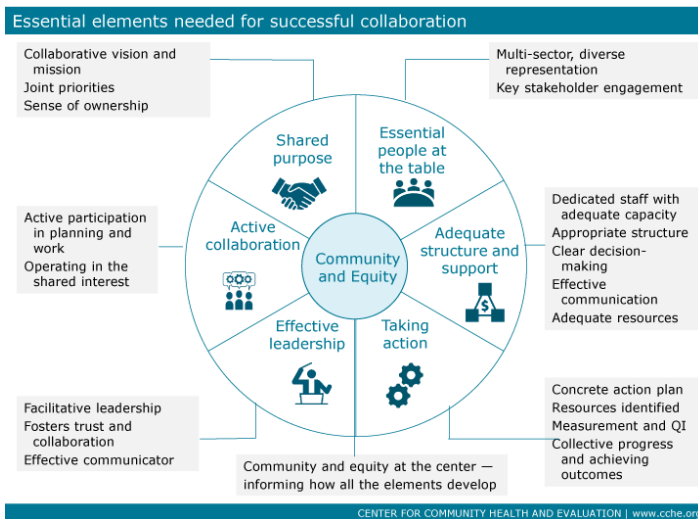 Essential elements needed for successful collaboration
Collaborative vision and
mission
Joint priorities
Sense of ownership
Multi-sector, diverse
representation
Key stakeholder engagement
Shared
purpose
Essential
people at
the table
Active participation
in planning and
work
Operating in the
shared interest
Active
collaboration
Community
and Equity
Adequate
structure and
support
$
Dedicated staff with
adequate capacity
Appropriate structure
Clear decision-
making
Effective
communication
Adequate resources
Effective
leadership
Taking
action
Facilitative leadership
Fosters trust and
collaboration
Effective communicator
Concrete action plan
Resources identified
Measurement and QI
Collective progress
and achieving
outcomes
Community and equity at the center —
informing how all the elements develop
CENTER FOR COMMUNITY HEALTH AND EVALUATION | www.cche.or